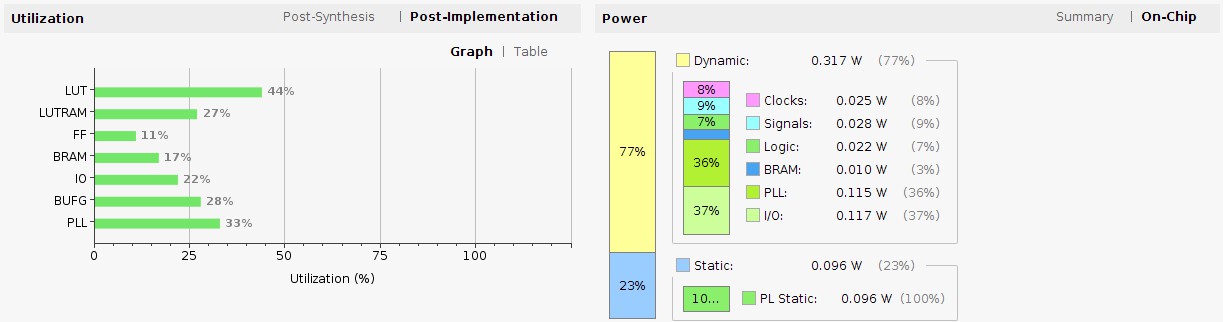 Utilization Post-Synthesis | Post-Implementation
Graph | Table
LUT 44%
LUTRAM 27%
FF 11%
BRAM 17%
IO 22%
BUFG 28%
PLL 33%
0 25 50 75 100
Utilization (%)
Power Summary | On-Chip
77%
23%
Dynamic: 0.317 W (77%)
8%
9%
7%
36%
37%
Clocks: 0.025 W (8%)
Signals: 0.028 W (9%)
Logic: 0.022 W (7%)
BRAM: 0.010 W (3%)
PLL: 0.115 W (36%)
I/O: 0.117 W (37%)
Static: 0.096 W (23%)
10...
PL Static: 0.096 W (100%)